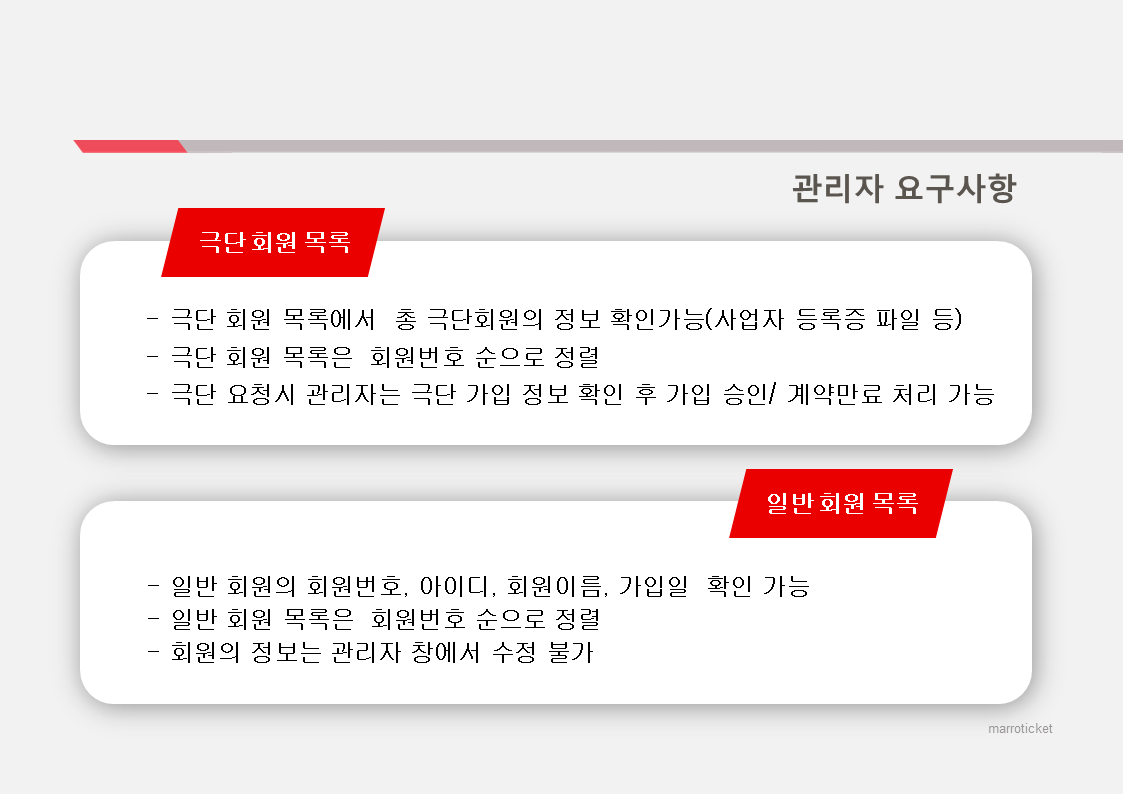 관리자 요구사항
극단 회원 목록
- 극단 회원 목록에서 총 극단회원의 정보 확인가능(사업자 등록증 파일 등)
- 극단 회원 목록은 회원번호 순으로 정렬
- 극단 요청시 관리자는 극단 가입 정보 확인 후 가입 승인/ 계약만료 처리 가능
일반 회원 목록
- 일반 회원의 회원번호, 아이디, 회원이름, 가입일 확인 가능
- 일반 회원 목록은 회원번호 순으로 정렬
- 회원의 정보는 관리자 창에서 수정 불가
marroticket